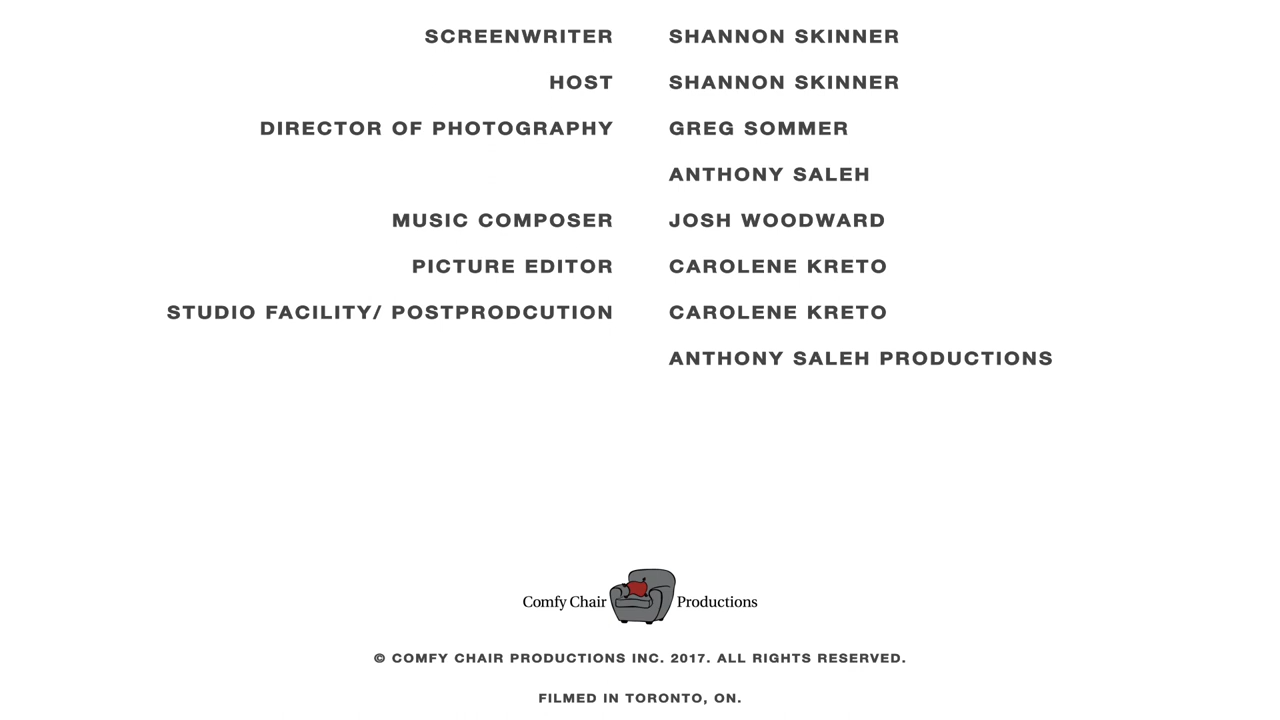 SCREENWRITER SHANNON SKINNER
HOST SHANNON SKINNER
DIRECTOR OF PHOTOGRAPHY GREG SOMMER
ANTHONY SALEH
MUSIC COMPOSER JOSH WOODWARD
PICTURE EDITOR CAROLENE KRETO
STUDIO FACILITY/ POSTPRODCUTION CAROLENE KRETO
ANTHONY SALEH PRODUCTIONS
Comfy Chair Productions
© COMFY CHAIR PRODUCTIONS INC. 2017. ALL RIGHTS RESERVED.
FILMED IN TORONTO, ON.